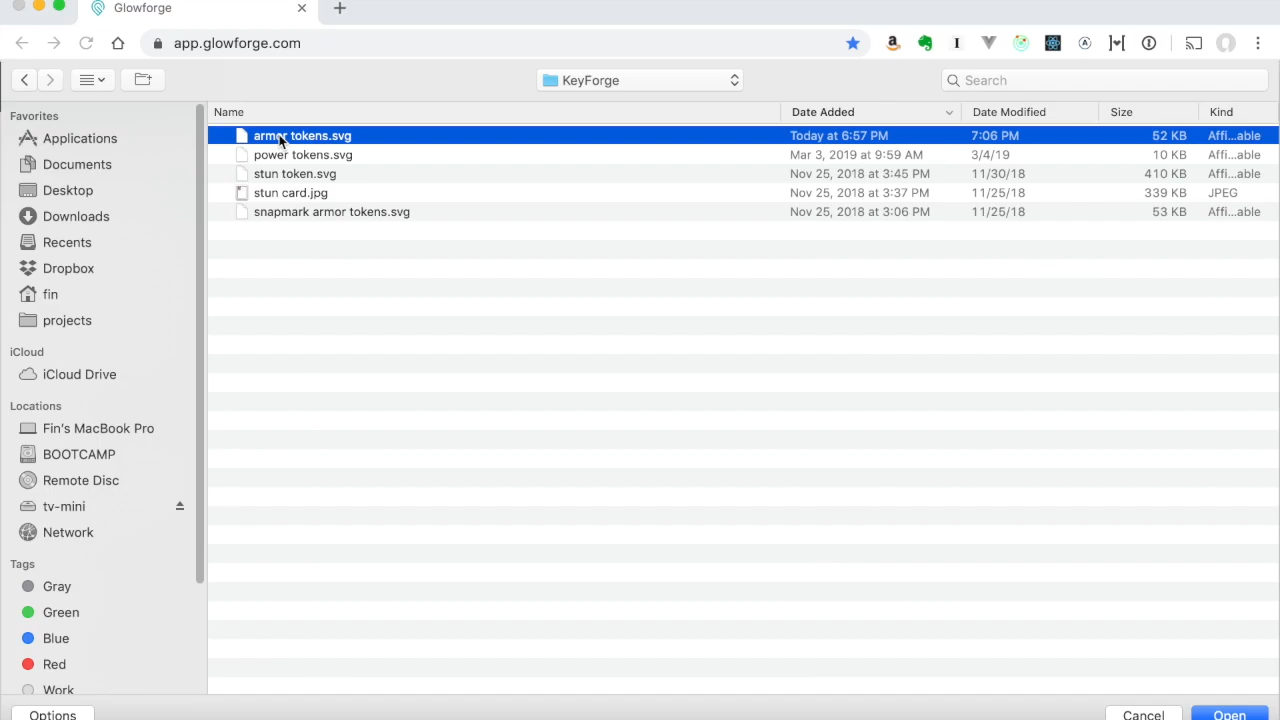 Glowforge
app.glowforge.com
KeyForge
Search
Favorites
Applications
Documents
Desktop
Downloads
Recents
Dropbox
fin
projects
iCloud
iCloud Drive
Locations
Fin's MacBook Pro
BOOTCAMP
Remote Disc
tv-mini
Network
Tags
Gray
Green
Blue
Red
Work
Name Date Added Date Modified Size Kind
armor tokens.svg Today at 6:57 PM 7:06 PM 52 KB Affi...able
power tokens.svg Mar 3, 2019 at 9:59 AM 3/4/19 10 KB Affi...able
stun token.svg Nov 25, 2018 at 3:45 PM 11/30/18 410 KB Affi...able
stun card.jpg Nov 25, 2018 at 3:37 PM 11/25/18 339 KB JPEG
snapmark armor tokens.svg Nov 25, 2018 at 3:06 PM 11/25/18 53 KB Affi...able
Options Cancel Open